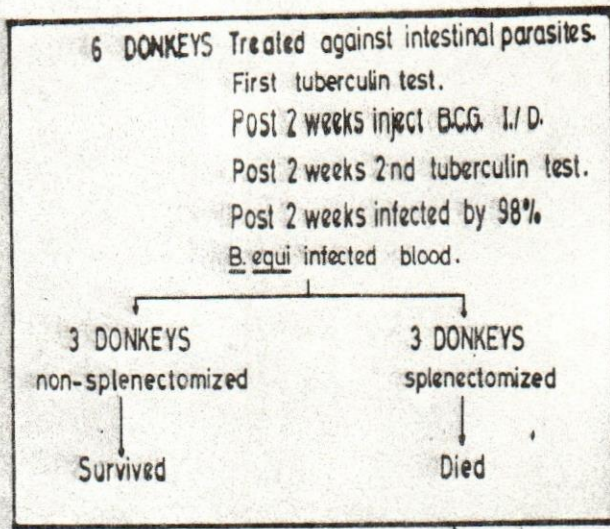 6 DONKEYS Treated against intestinal parasites.
First tuberculin test.
Post 2 weeks inject B.C.G. I./D.
Post 2 weeks 2nd tuberculin test.
Post 2 weeks infected by 98%
B. equi infected blood.
3 DONKEYS 3 DONKEYS
non-splenectomized splenectomized
Survived Died